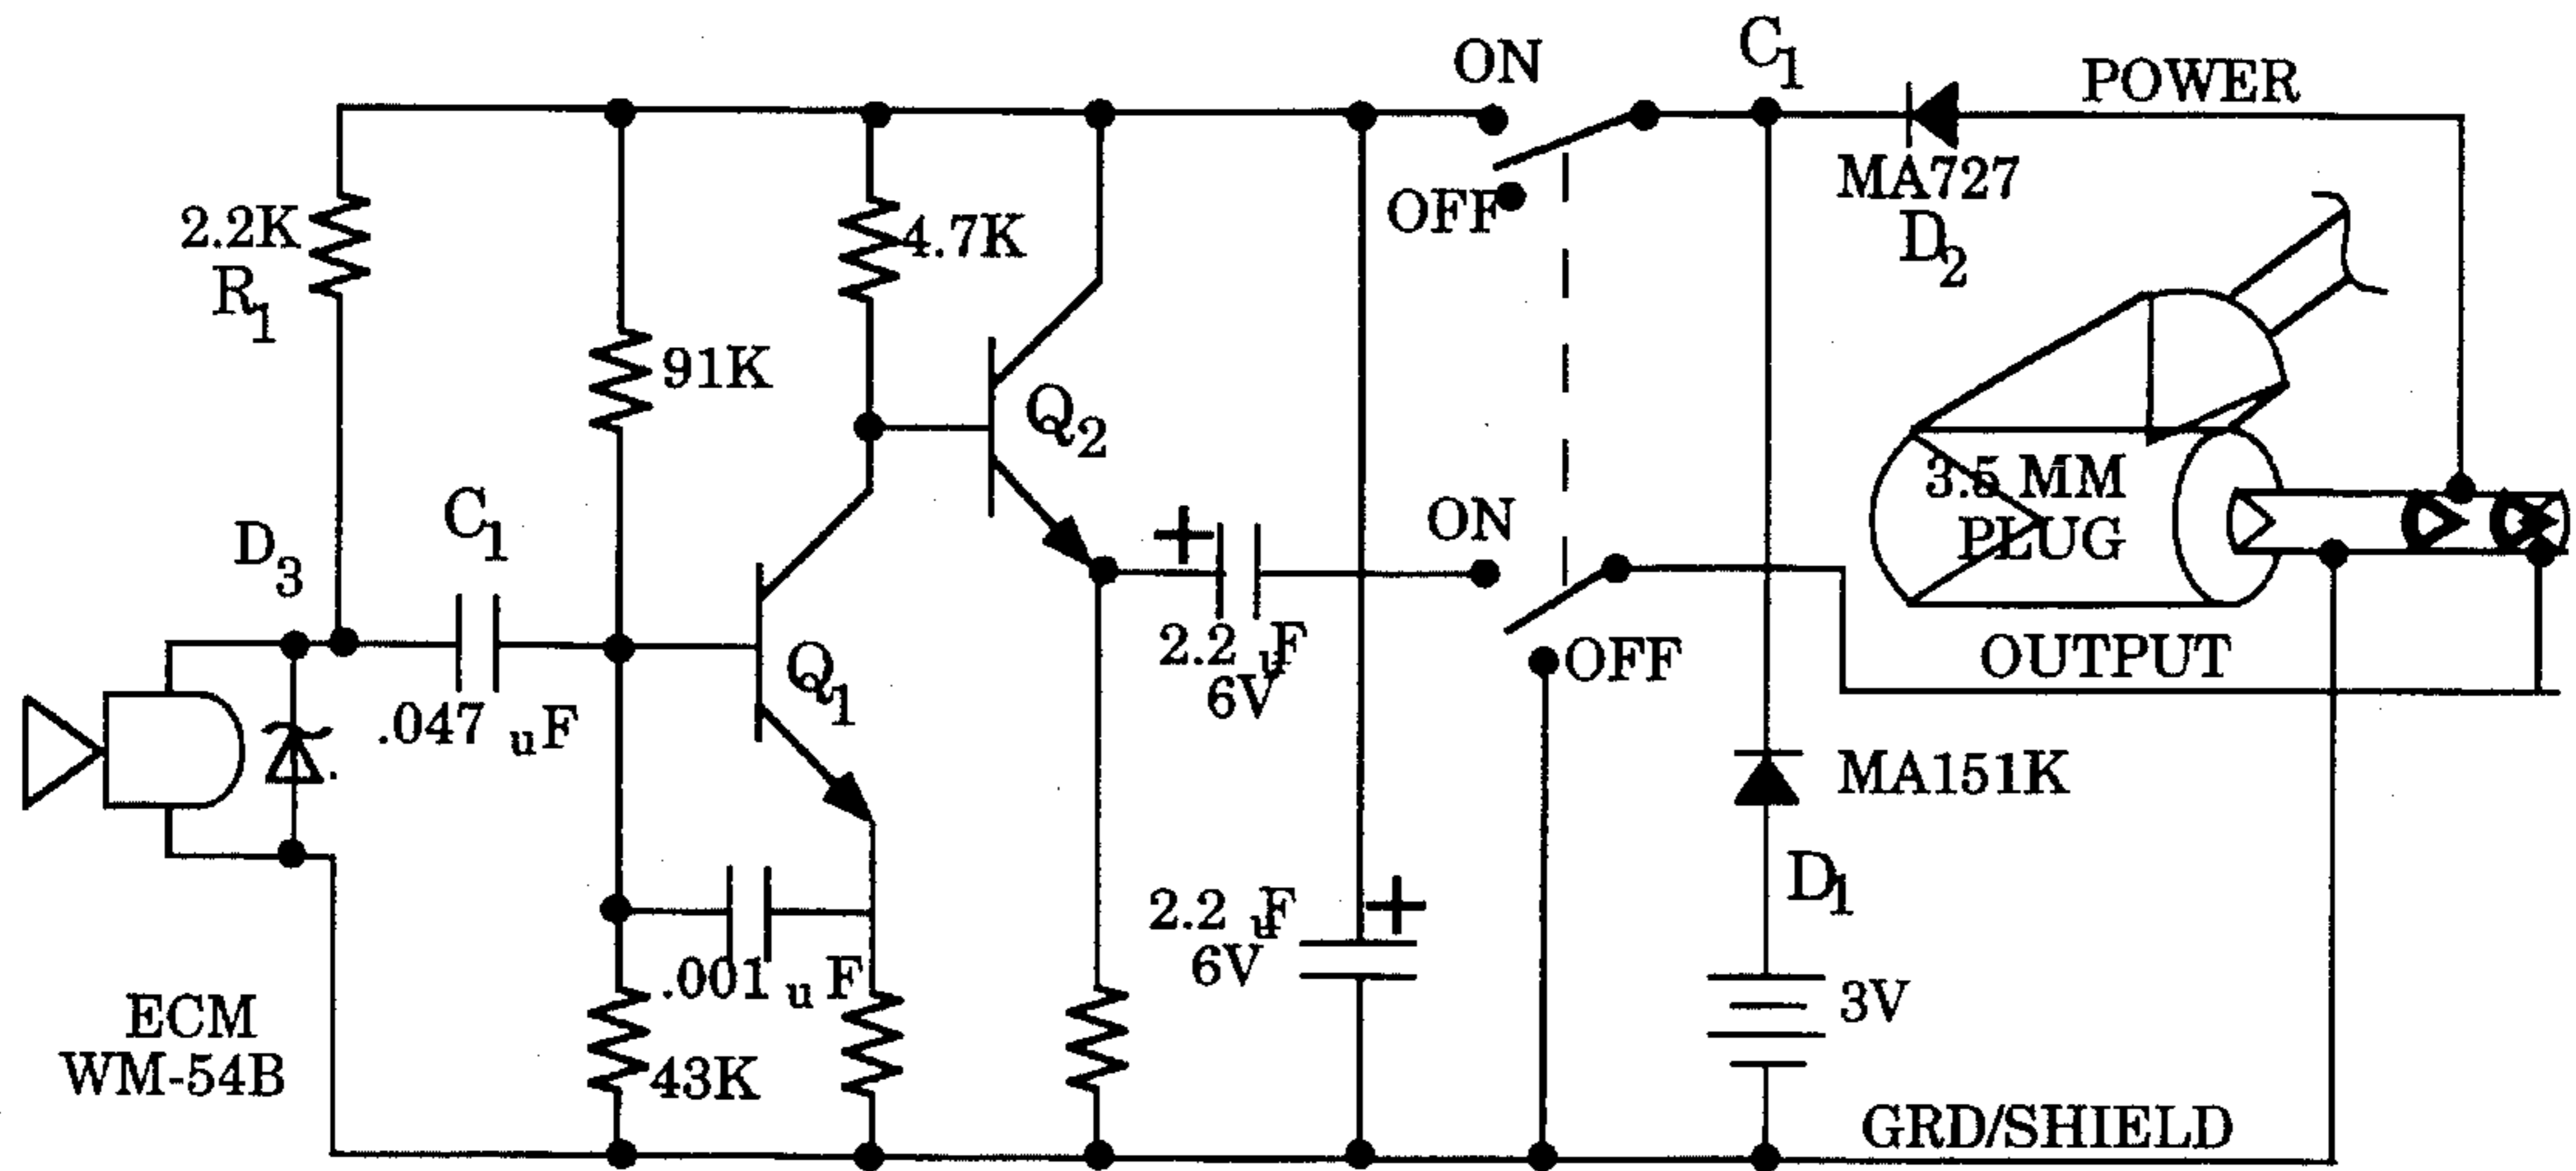 ON
C1
POWER
2.2K
R1
4.7K
OFF
MA727
D2
91K
Q2
3.5 MM
PLUG
D3
C1
+
ON
2.2 uF
6V
OFF
OUTPUT
.047 uF
Q1
MA151K
D1
+
2.2 uF
6V
.001 uF
3V
ECM
WM-54B
43K
GRD/SHIELD